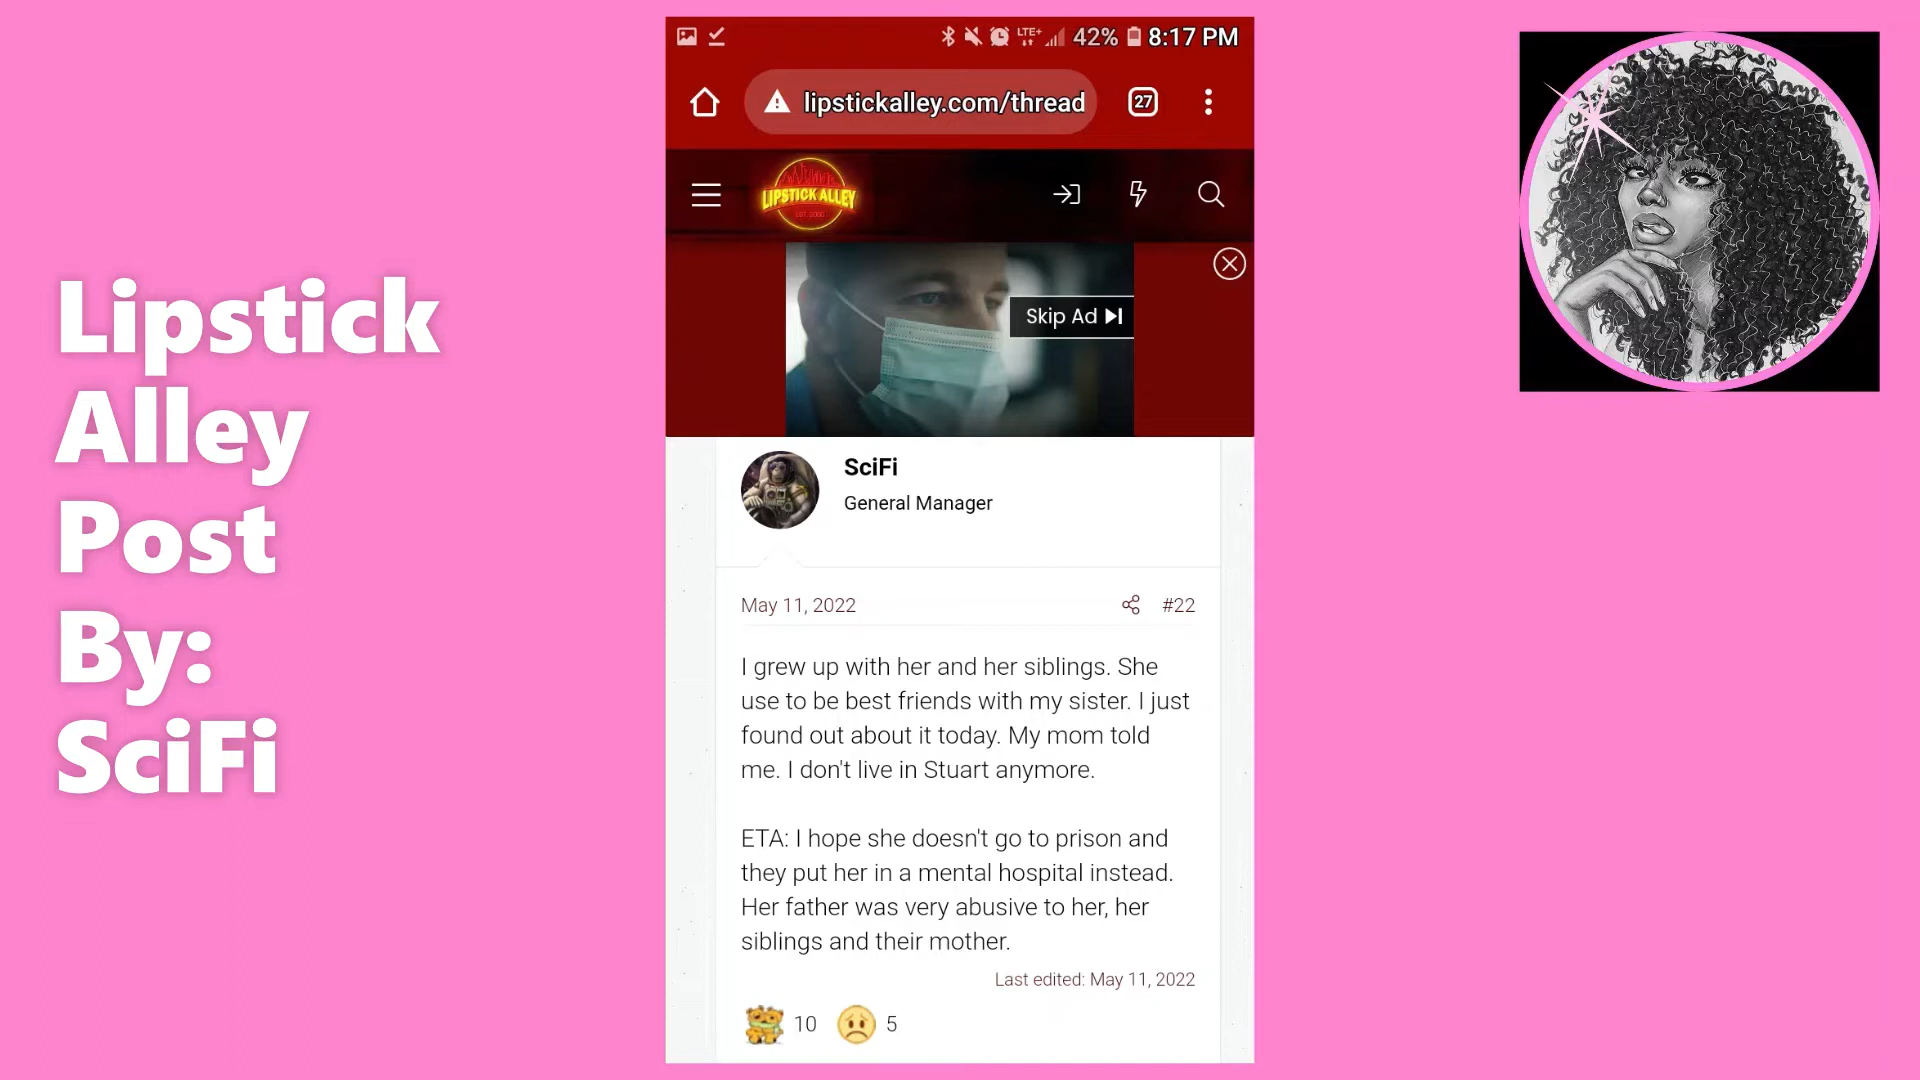 Lipstick
Alley
Post
By:
SciFi
LTE+ 42% 8:17 PM
lipstickalley.com/thread
27
LIPSTICK ALLEY
Skip Ad
SciFi
General Manager
May 11, 2022 #22
I grew up with her and her siblings. She
use to be best friends with my sister. I just
found out about it today. My mom told
me. I don't live in Stuart anymore.
ETA: I hope she doesn't go to prison and
they put her in a mental hospital instead.
Her father was very abusive to her, her
siblings and their mother.
Last edited: May 11, 2022
10 5